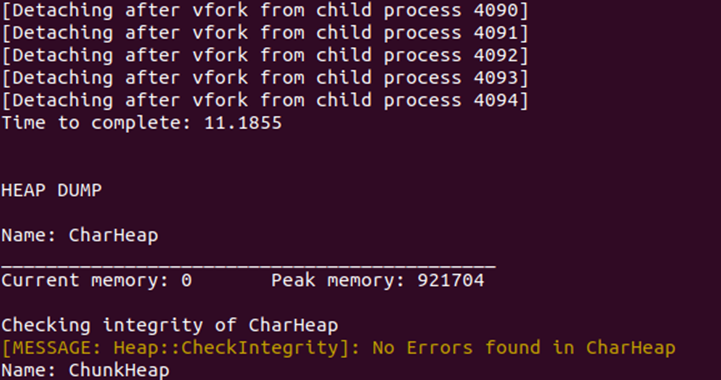 [Detaching after vfork from child process 4090]
[Detaching after vfork from child process 4091]
[Detaching after vfork from child process 4092]
[Detaching after vfork from child process 4093]
[Detaching after vfork from child process 4094]
Time to complete: 11.1855
HEAP DUMP
Name: CharHeap
____________________________________________
Current memory: 0       Peak memory: 921704
Checking integrity of CharHeap
[MESSAGE: Heap::CheckIntegrity]: No Errors found in CharHeap
Name: ChunkHeap